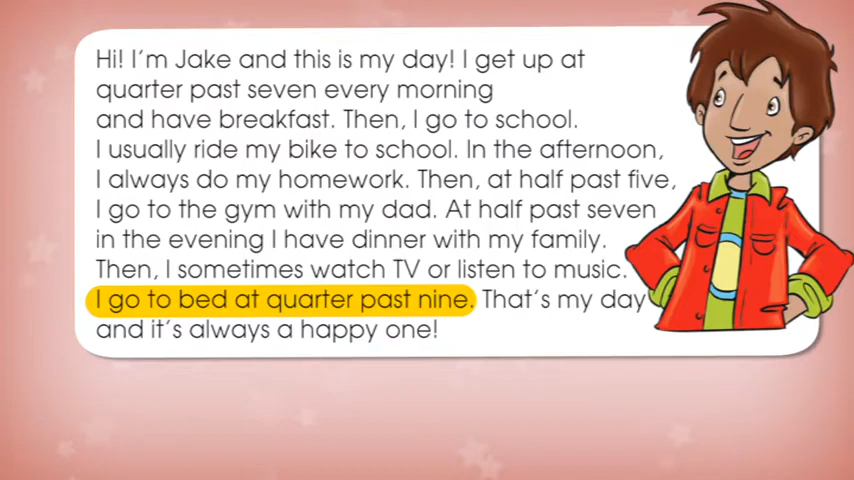 Hi! I'm Jake and this is my day! I get up at
quarter past seven every morning
and have breakfast. Then, I go to school.
I usually ride my bike to school. In the afternoon,
I always do my homework. Then, at half past five,
I go to the gym with my dad. At half past seven
in the evening I have dinner with my family.
Then, I sometimes watch TV or listen to music.
I go to bed at quarter past nine. That's my day
and it's always a happy one!